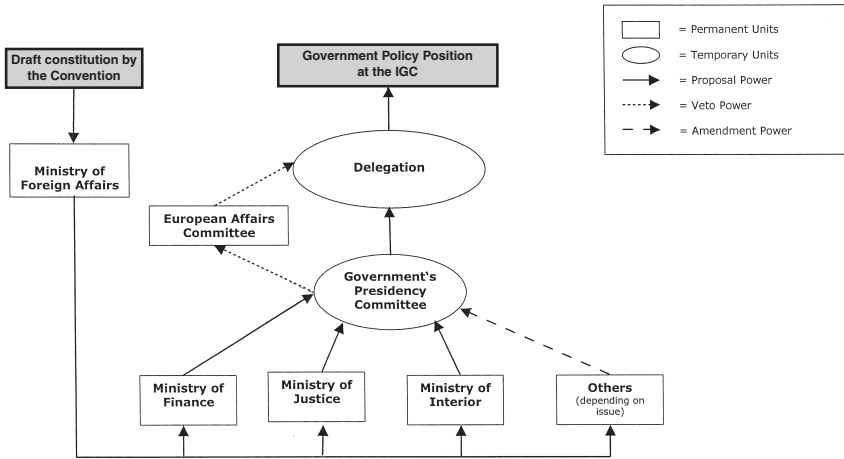 Draft constitution by
the Convention
Government Policy Position
at the IGC
= Permanent Units
= Temporary Units
= Proposal Power
= Veto Power
= Amendment Power
Ministry of
Foreign Affairs
Delegation
European Affairs
Committee
Government‘s
Presidency
Committee
Ministry of
Finance
Ministry of
Justice
Ministry of
Interior
Others
(depending on
issue)